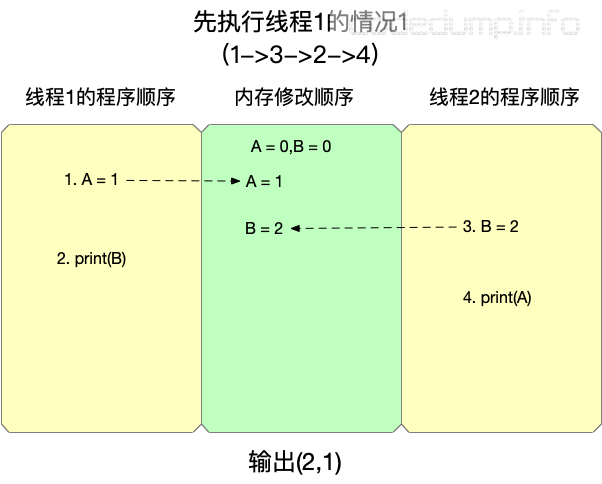 先执行线程1的情况1
codedump.info
(1->3->2->4)
线程1的程序顺序
内存修改顺序
线程2的程序顺序
A = 0,B = 0
1. A = 1
A = 1
B = 2
3. B = 2
2. print(B)
4. print(A)
输出(2,1)